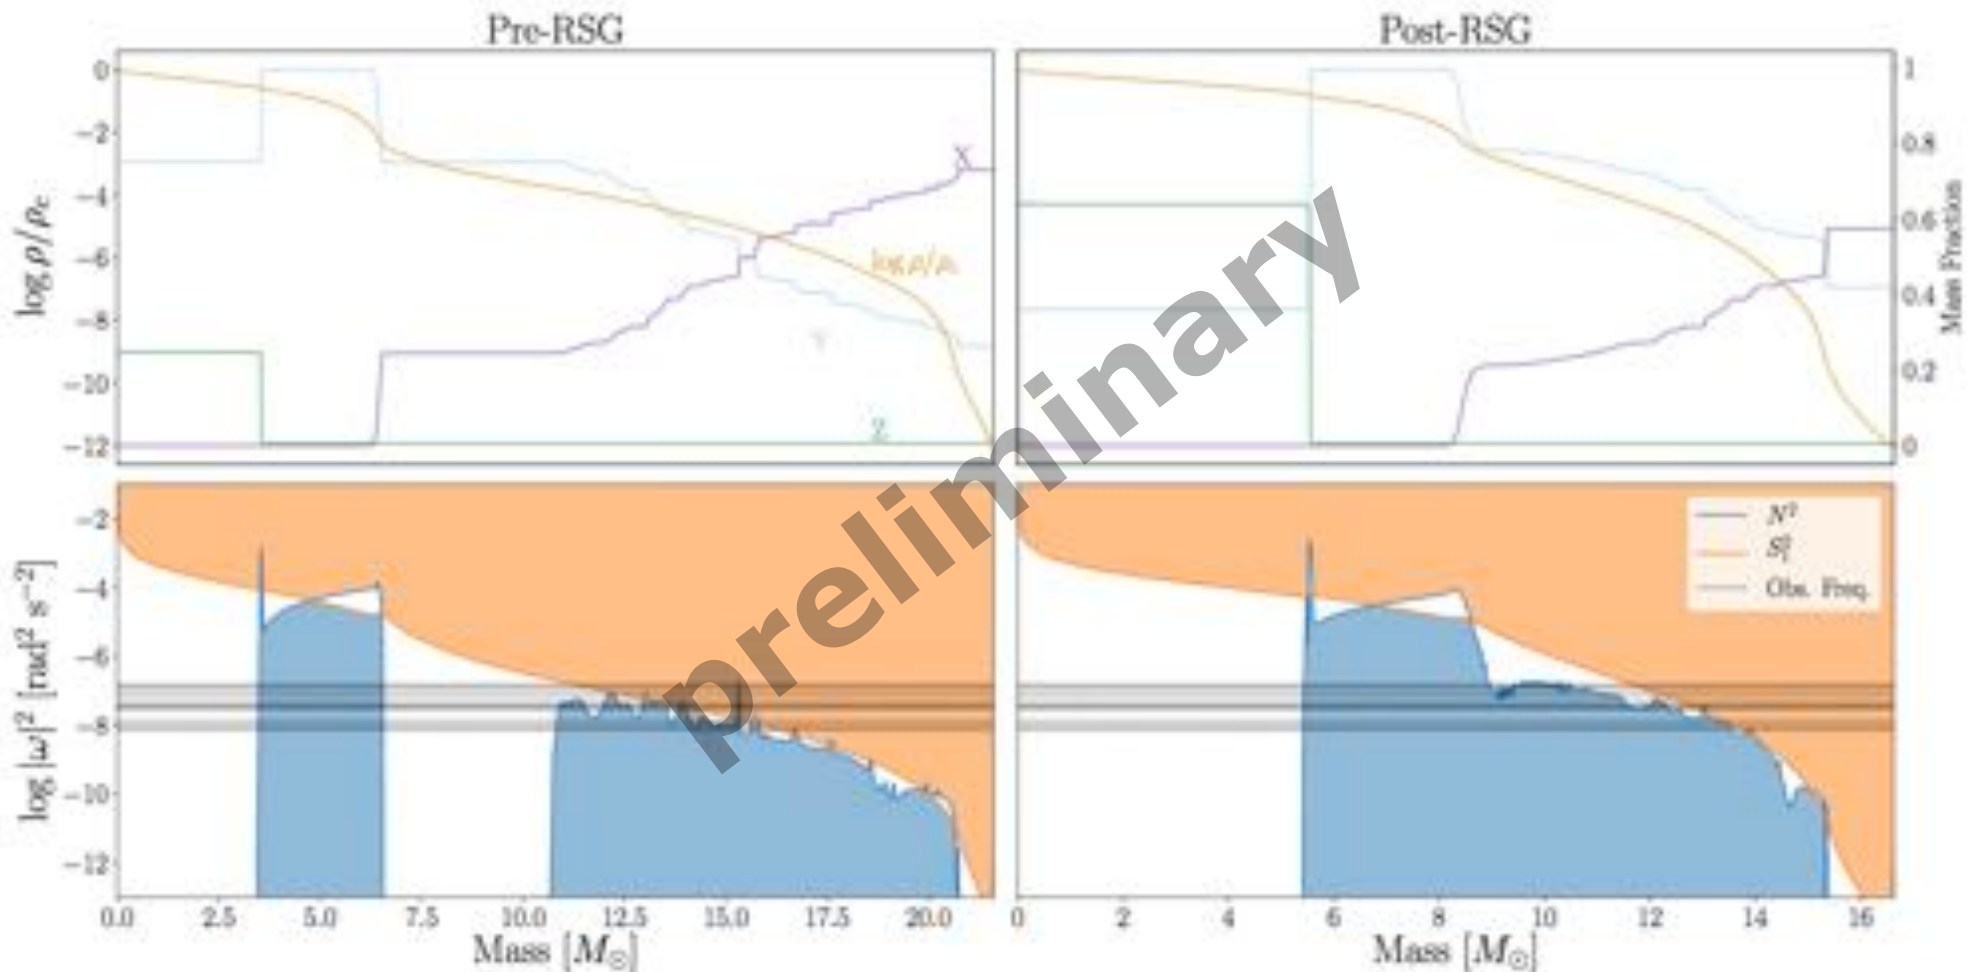 Pre-RSG
Post-RSG
0
−2
−4
−6
−8
−10
−12
log ρ/ρc
X
log ρ/ρc
Y
Z
1
0.8
0.6
0.4
0.2
0
Mass Fraction
preliminary
−2
−4
−6
−8
−10
−12
log |ω|² [rad² s⁻²]
N²
Obs. Freq.
0.0 2.5 5.0 7.5 10.0 12.5 15.0 17.5 20.0
Mass [M☉]
0 2 4 6 8 10 12 14 16
Mass [M☉]